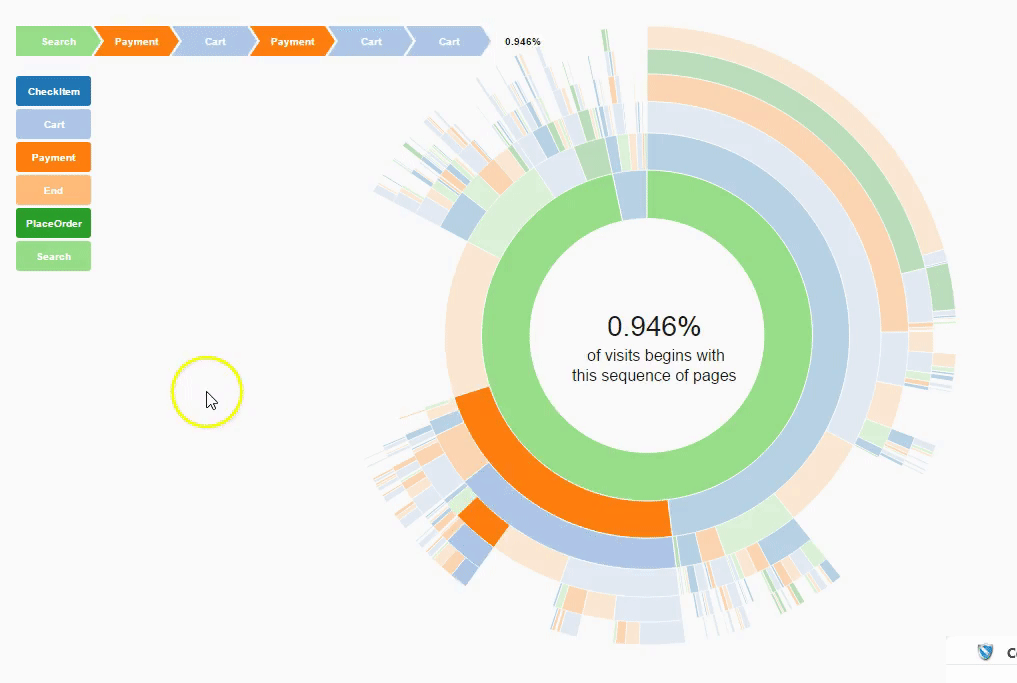 Search Payment Cart Payment Cart Cart 0.946%
CheckItem
Cart
Payment
End
PlaceOrder
Search
0.946%
of visits begins with
this sequence of pages